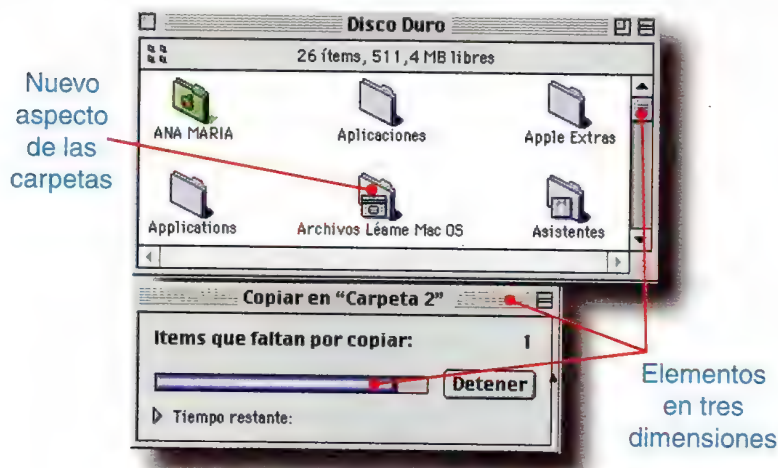 Disco Duro
26 ítems, 511,4 MB libres
ANA MARIA
Aplicaciones
Apple Extras
Applications
Archivos Léame Mac OS
Asistentes
Nuevo
aspecto
de las
carpetas
Copiar en “Carpeta 2”
Items que faltan por copiar: 1
Detener
Tiempo restante:
Elementos
en tres
dimensiones